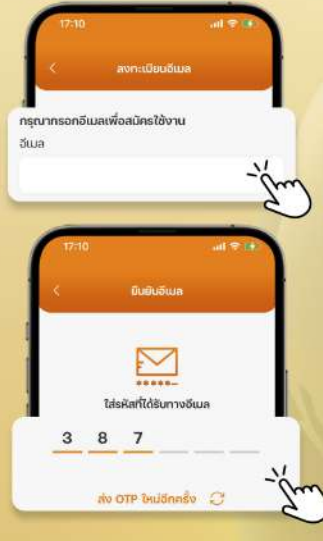 17:10
ลงทะเบียนอีเมล
กรุณากรอกอีเมลเพื่อสมัครใช้งาน
อีเมล
17:10
ยืนยันอีเมล
ใส่รหัสที่ได้รับทางอีเมล
3 8 7
ส่ง OTP ใหม่อีกครั้ง